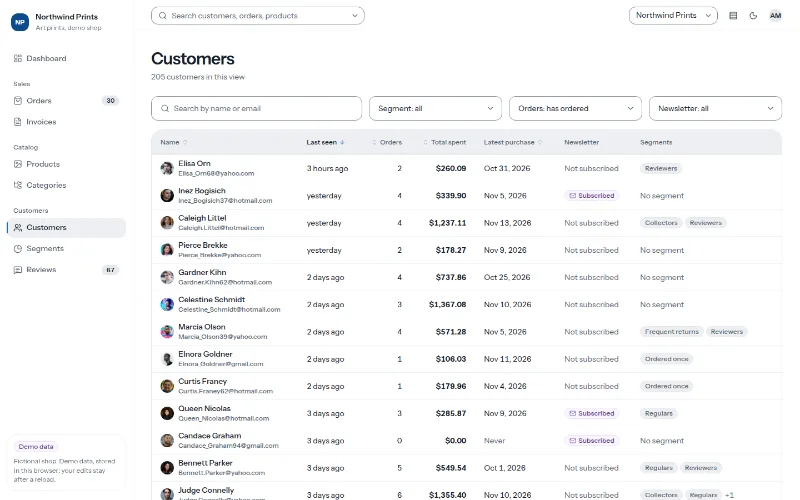 NP
Northwind Prints
Art prints, demo shop
Dashboard
Sales
Orders 30
Invoices
Catalog
Products
Categories
Customers
Customers
Segments
Reviews 67
Demo data
Fictional shop. Demo data, stored
in this browser: your edits stay
after a reload.
Search customers, orders, products
Northwind Prints
AM
Customers
205 customers in this view
Search by name or email
Segment: all
Orders: has ordered
Newsletter: all
Name Last seen Orders Total spent Latest purchase Newsletter Segments
Elisa Orn
Elisa_Orn68@yahoo.com
3 hours ago 2 $260.09 Oct 31, 2026 Not subscribed Reviewers
Inez Bogisich
Inez_Bogisich37@hotmail.com
yesterday 4 $339.90 Nov 5, 2026 Subscribed No segment
Caleigh Littel
Caleigh.Littel@hotmail.com
yesterday 4 $1,237.11 Nov 13, 2026 Not subscribed Collectors Reviewers
Pierce Brekke
Pierce_Brekke@yahoo.com
yesterday 2 $178.27 Nov 9, 2026 Not subscribed No segment
Gardner Kihn
Gardner.Kihn62@hotmail.com
2 days ago 4 $737.86 Oct 25, 2026 Not subscribed No segment
Celestine Schmidt
Celestine_Schmidt@hotmail.com
2 days ago 3 $1,367.08 Nov 10, 2026 Not subscribed No segment
Marcia Olson
Marcia_Olson39@yahoo.com
2 days ago 4 $571.28 Nov 5, 2026 Not subscribed Frequent returns Reviewers
Elnora Goldner
Elnora_Goldner@gmail.com
2 days ago 1 $106.03 Nov 11, 2026 Not subscribed Ordered once
Curtis Franey
Curtis.Franey62@hotmail.com
2 days ago 1 $179.96 Nov 4, 2026 Not subscribed Ordered once
Queen Nicolas
Queen_Nicolas@hotmail.com
3 days ago 3 $285.87 Nov 9, 2026 Subscribed Regulars
Candace Graham
Candace_Graham94@gmail.com
3 days ago 0 $0.00 Never Subscribed No segment
Bennett Parker
Bennett.Parker@yahoo.com
3 days ago 5 $549.54 Oct 1, 2026 Not subscribed Regulars Reviewers
Judge Connelly
3 days ago 6 $1,355.40 Nov 10, 2026 Not subscribed Collectors Regulars +1